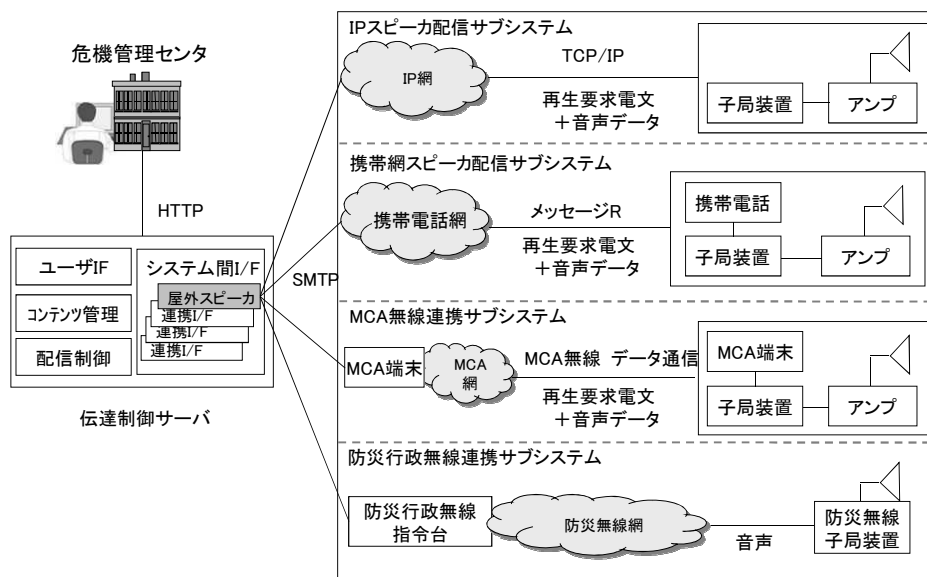 危機管理センタ
HTTP
ユーザIF
コンテンツ管理
配信制御
システム間I/F
屋外スピーカ
連携I/F
連携I/F
連携I/F
伝達制御サーバ
SMTP
IPスピーカ配信サブシステム
IP網
TCP/IP
再生要求電文
＋音声データ
子局装置
アンプ
携帯網スピーカ配信サブシステム
携帯電話網
メッセージR
再生要求電文
＋音声データ
携帯電話
子局装置
アンプ
MCA無線連携サブシステム
MCA端末
MCA
網
MCA無線 データ通信
再生要求電文
＋音声データ
MCA端末
子局装置
アンプ
防災行政無線連携サブシステム
防災行政無線
指令台
防災無線網
音声
防災無線
子局装置